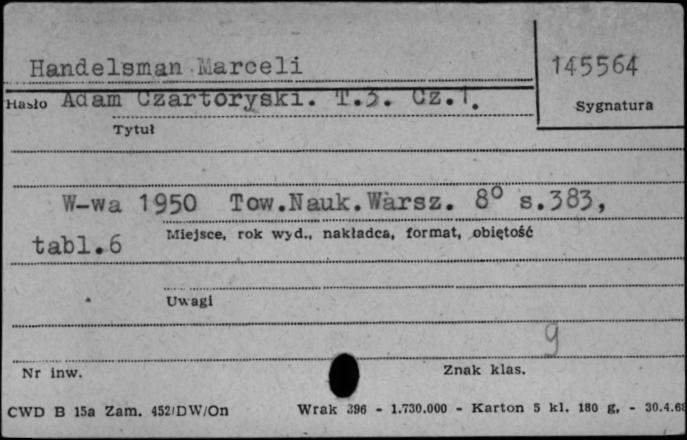 Handelsman Marceli 145564
Hasło Adam Czartoryski. T.3. Cz.1. Sygnatura
Tytuł
W-wa 1950 Tow.Nauk.Warsz. 8° s.383,
tabl.6 Miejsce, rok wyd., nakładca, format, objętość
Uwagi
g
Nr inw. Znak klas.
CWD B 15a Zam. 452/DW/On Wrak 396 - 1.730.000 - Karton 5 kl. 180 g, - 30.4.68